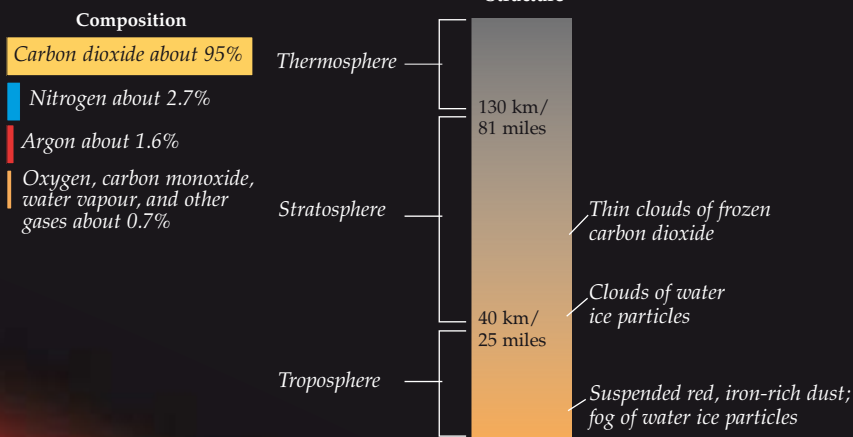 Structure
Composition
Carbon dioxide about 95%
Nitrogen about 2.7%
Argon about 1.6%
Oxygen, carbon monoxide,
water vapour, and other
gases about 0.7%
Thermosphere
130 km/
81 miles
Stratosphere
Thin clouds of frozen
carbon dioxide
Clouds of water
ice particles
40 km/
25 miles
Troposphere
Suspended red, iron-rich dust;
fog of water ice particles